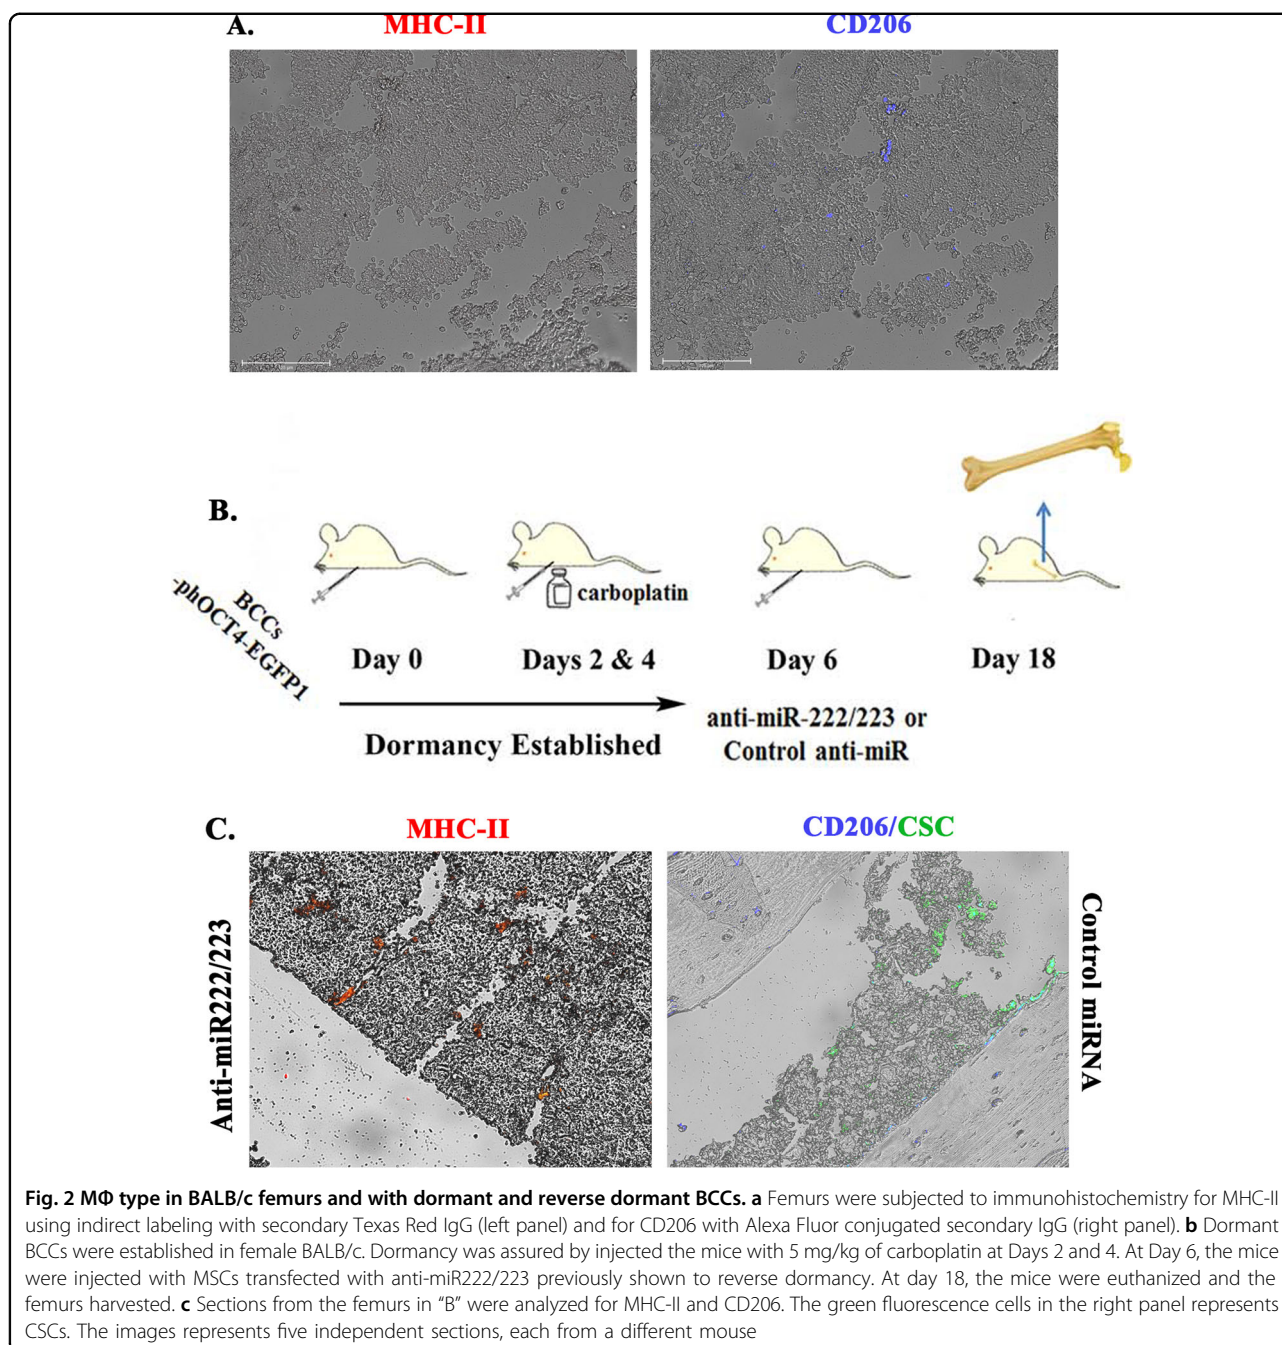 A.
MHC-II
CD206
B.
BCCs
-phOCT4-EGFP1
carboplatin
Day 0
Days 2 & 4
Day 6
Day 18
Dormancy Established
anti-miR-222/223 or
Control anti-miR
C.
MHC-II
CD206/CSC
Anti-miR222/223
Control miRNA
Fig. 2 MΦ type in BALB/c femurs and with dormant and reverse dormant BCCs. a Femurs were subjected to immunohistochemistry for MHC-II
using indirect labeling with secondary Texas Red IgG (left panel) and for CD206 with Alexa Fluor conjugated secondary IgG (right panel). b Dormant
BCCs were established in female BALB/c. Dormancy was assured by injected the mice with 5 mg/kg of carboplatin at Days 2 and 4. At Day 6, the mice
were injected with MSCs transfected with anti-miR222/223 previously shown to reverse dormancy. At day 18, the mice were euthanized and the
femurs harvested. c Sections from the femurs in “B” were analyzed for MHC-II and CD206. The green fluorescence cells in the right panel represents
CSCs. The images represents five independent sections, each from a different mouse